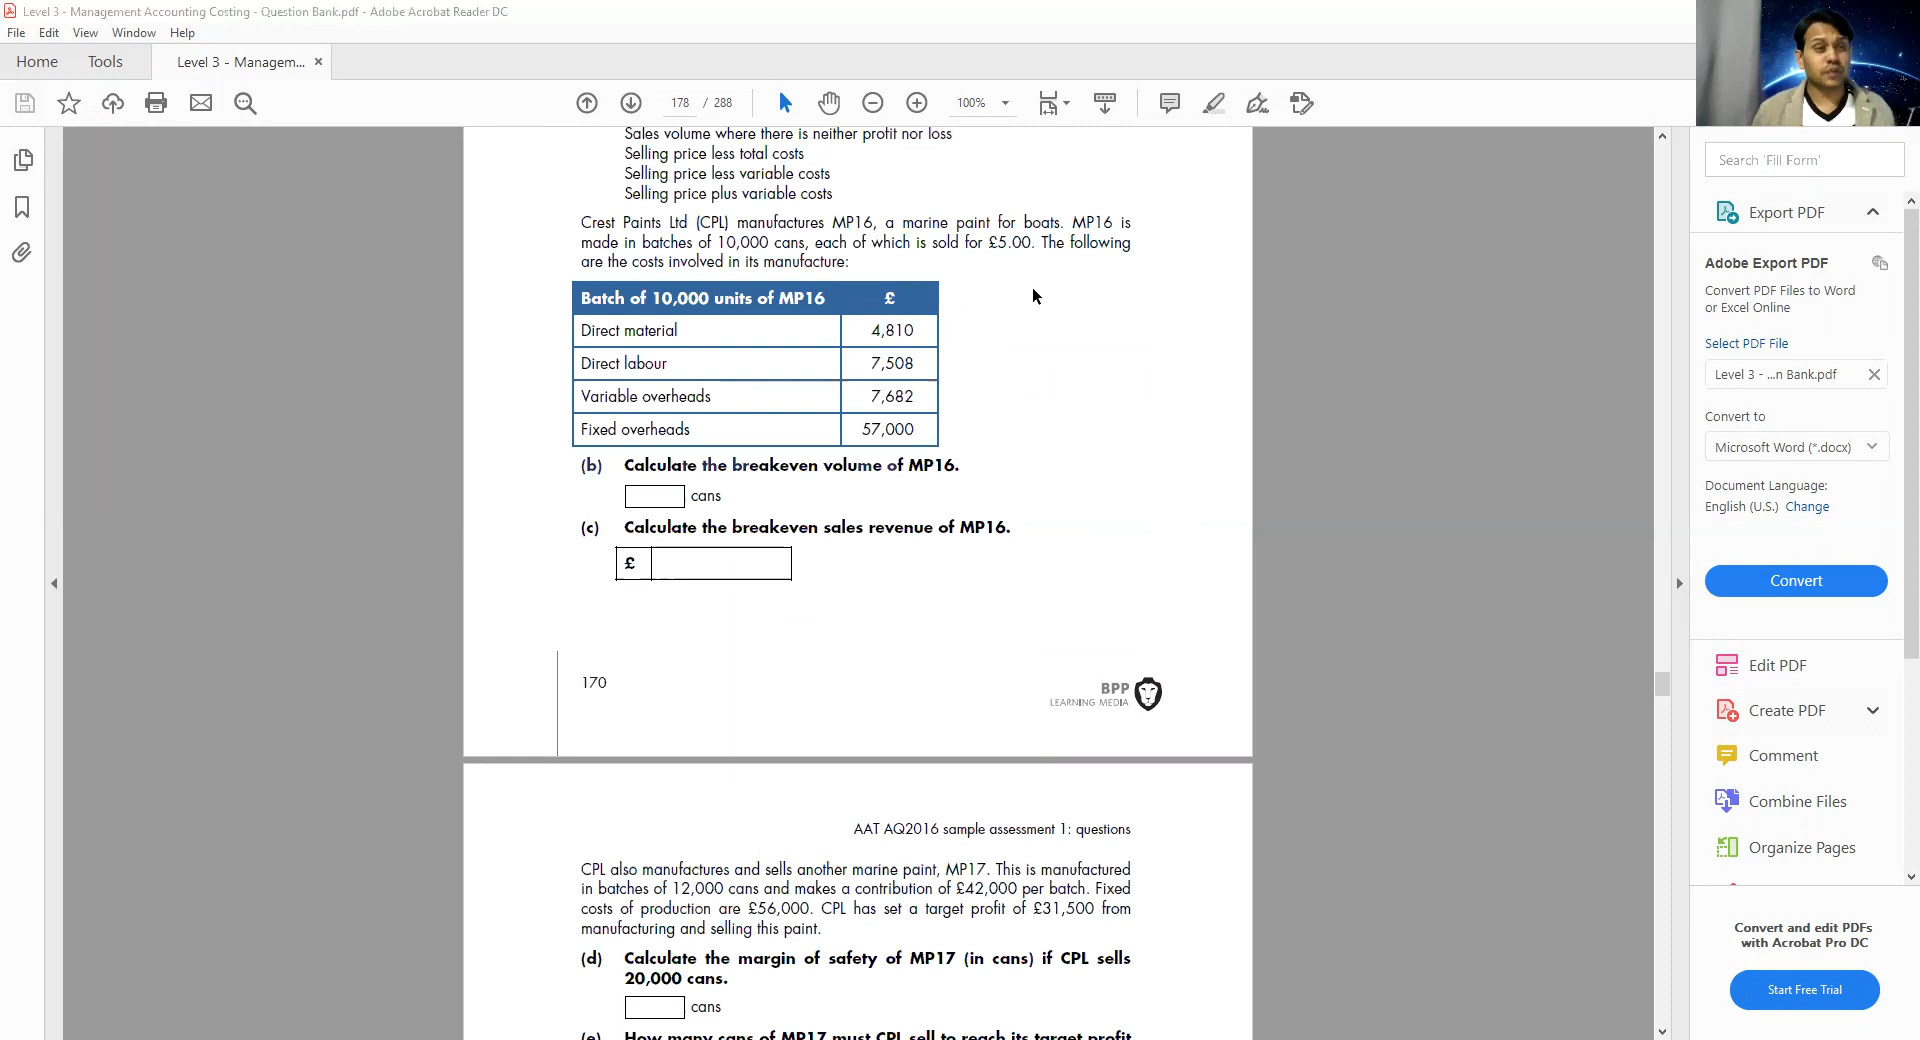 Level 3 - Management Accounting Costing - Question Bank.pdf - Adobe Acrobat Reader DC
File Edit View Window Help
Home Tools Level 3 - Managem... ×
178 / 288 100%
Sales volume where there is neither profit nor loss
Selling price less total costs
Selling price less variable costs
Selling price plus variable costs
Crest Paints Ltd (CPL) manufactures MP16, a marine paint for boats. MP16 is
made in batches of 10,000 cans, each of which is sold for £5.00. The following
are the costs involved in its manufacture:
Batch of 10,000 units of MP16 £
Direct material 4,810
Direct labour 7,508
Variable overheads 7,682
Fixed overheads 57,000
(b) Calculate the breakeven volume of MP16.
cans
(c) Calculate the breakeven sales revenue of MP16.
£
170
BPP
LEARNING MEDIA
AAT AQ2016 sample assessment 1: questions
CPL also manufactures and sells another marine paint, MP17. This is manufactured
in batches of 12,000 cans and makes a contribution of £42,000 per batch. Fixed
costs of production are £56,000. CPL has set a target profit of £31,500 from
manufacturing and selling this paint.
(d) Calculate the margin of safety of MP17 (in cans) if CPL sells
20,000 cans.
cans
(e) How many cans of MP17 must CPL sell to reach its target profit
Search 'Fill Form'
Export PDF
Adobe Export PDF
Convert PDF Files to Word
or Excel Online
Select PDF File
Level 3 - ...n Bank.pdf
Convert to
Microsoft Word (*.docx)
Document Language:
English (U.S.) Change
Convert
Edit PDF
Create PDF
Comment
Combine Files
Organize Pages
Convert and edit PDFs
with Acrobat Pro DC
Start Free Trial